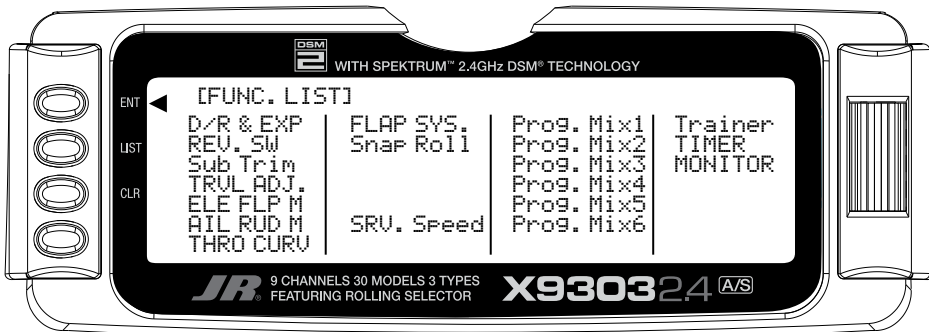 DSM
2
WITH SPEKTRUM™ 2.4GHz DSM® TECHNOLOGY
ENT
LIST
CLR
[FUNC. LIST]
D/R & EXP
REV. SW
Sub Trim
TRVL ADJ.
ELE FLP M
AIL RUD M
THRO CURV
FLAP SYS.
Snap Roll
SRV. Speed
Prog. Mix1
Prog. Mix2
Prog. Mix3
Prog. Mix4
Prog. Mix5
Prog. Mix6
Trainer
TIMER
MONITOR
JR®
9 CHANNELS 30 MODELS 3 TYPES
FEATURING ROLLING SELECTOR
X9303 2.4 A/S